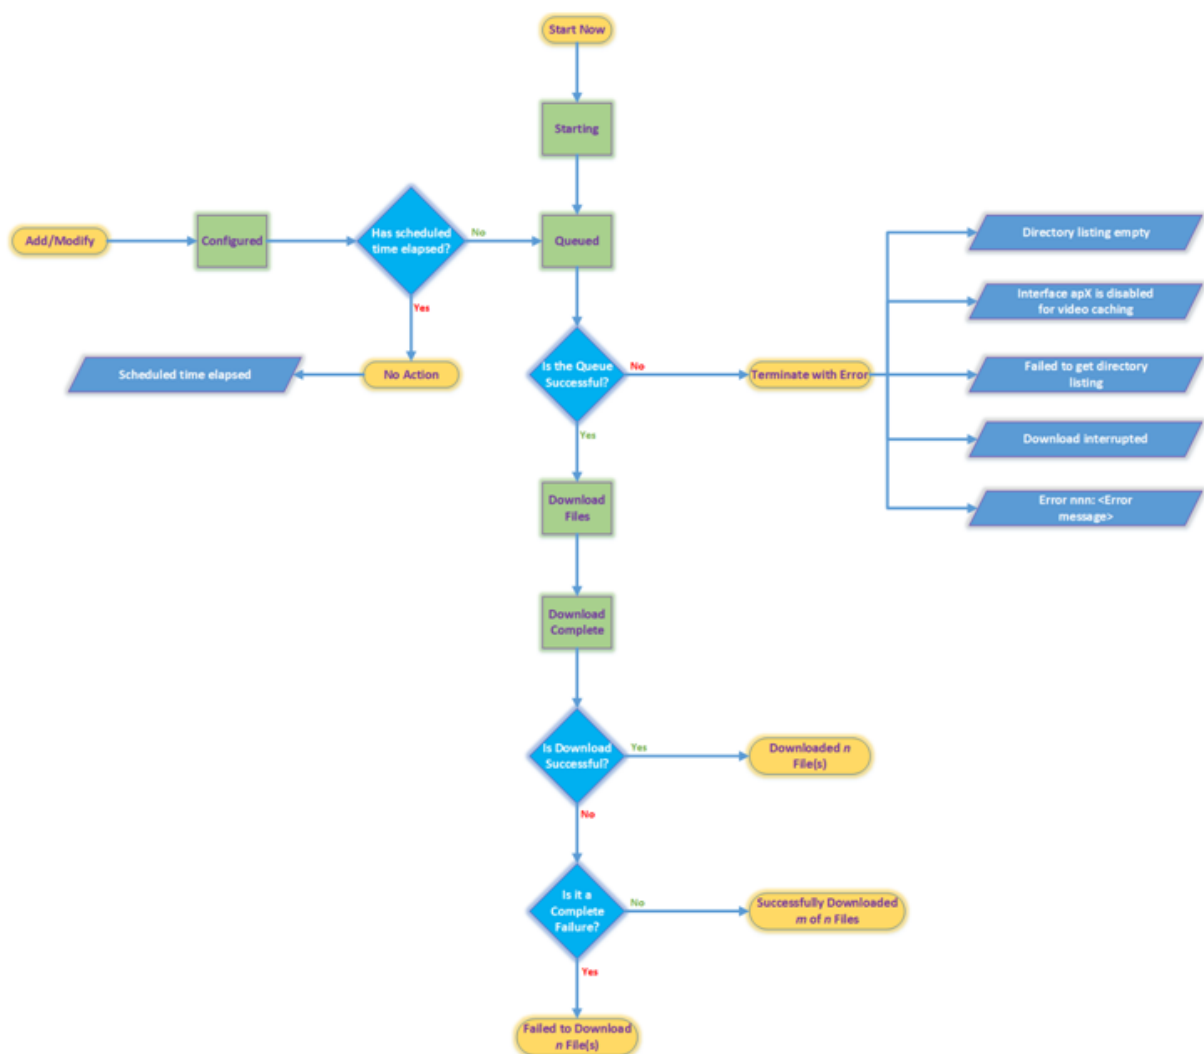 Start Now
Starting
Add/Modify
Configured
Has scheduled
time elapsed?
No
Queued
Yes
Scheduled time elapsed
No Action
Is the Queue
Successful?
No
Terminate with Error
Directory listing empty
Interface apX is disabled
for video caching
Failed to get directory
listing
Download interrupted
Error nnn: <Error
message>
Yes
Download
Files
Download
Complete
Is Download
Successful?
Yes
Downloaded n
File(s)
No
Is it a
Complete
Failure?
No
Successfully Downloaded
m of n Files
Yes
Failed to Download
n File(s)